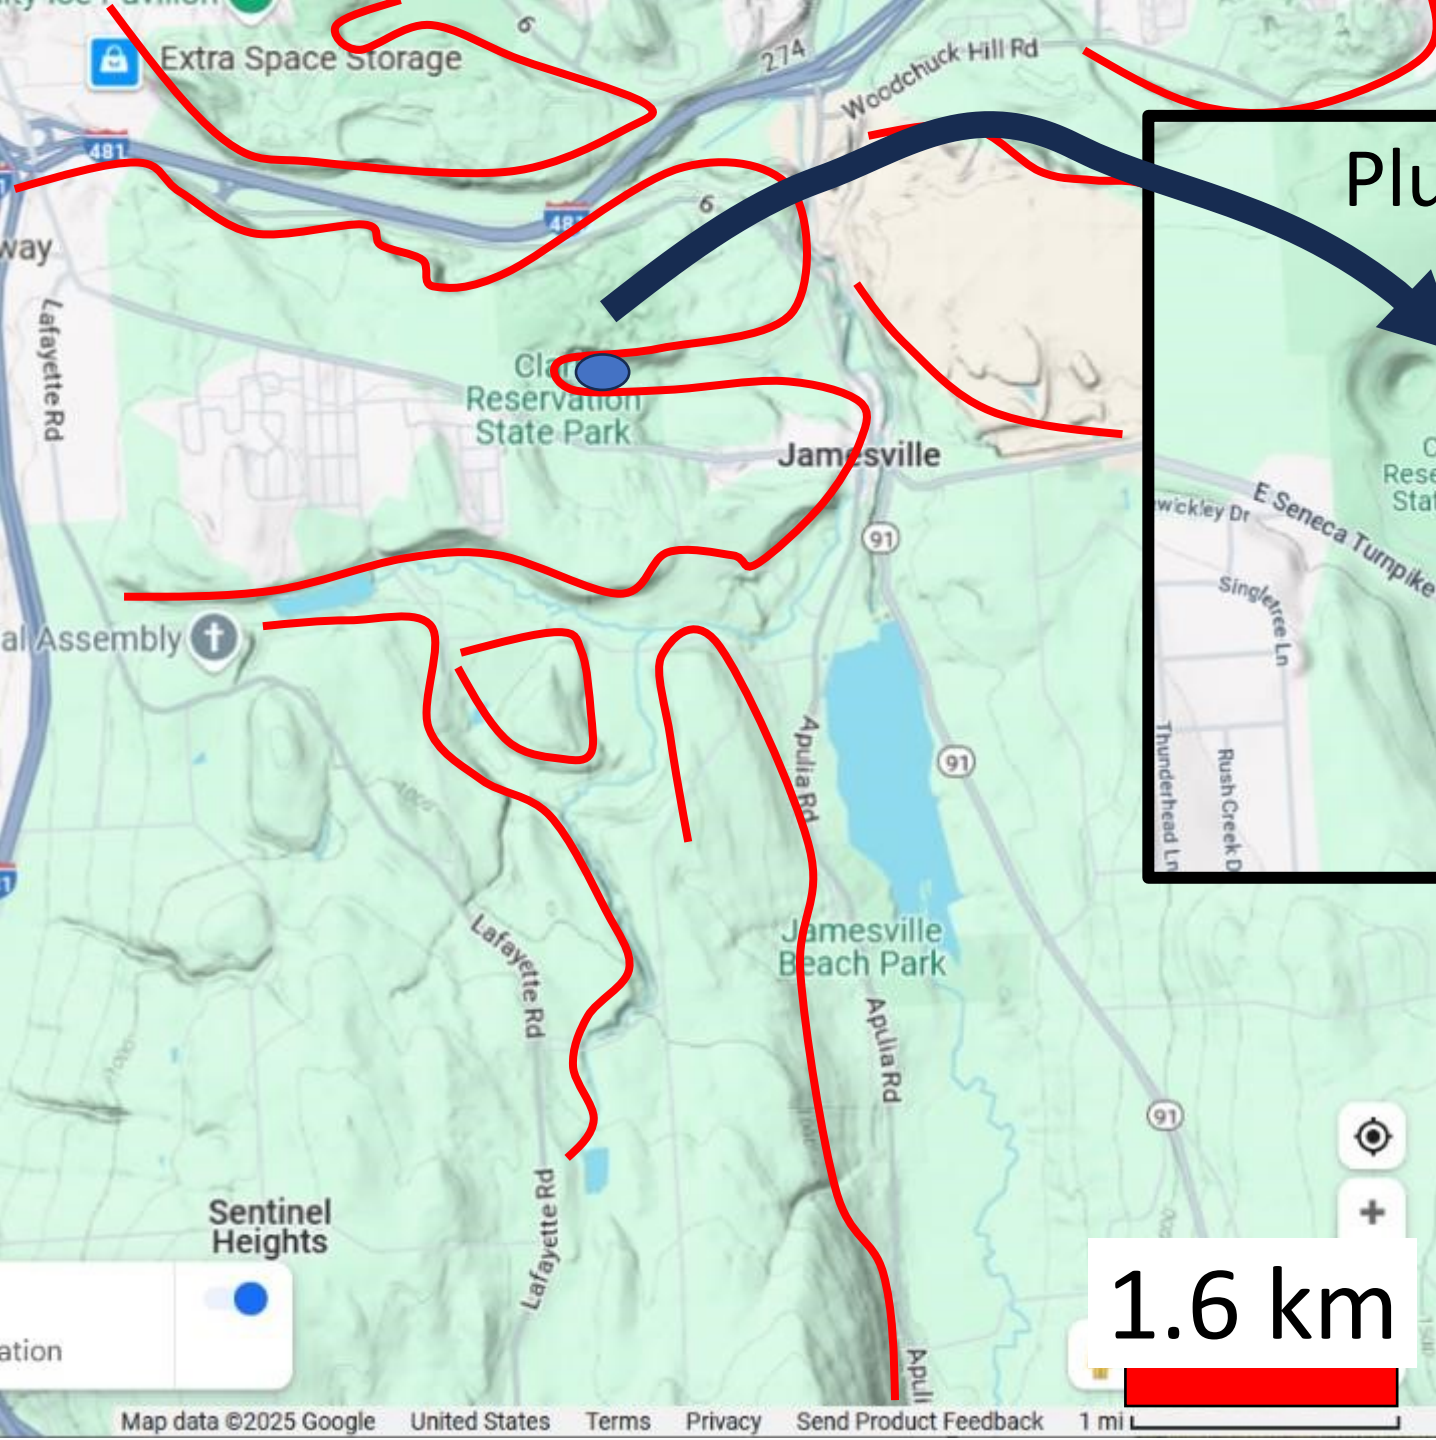 Extra Space Storage
6
274
Woodchuck Hill Rd
481
Plu
481
6
way
Lafayette Rd
Cla
Reservation
State Park
Jamesville
C
Rese
Stat
E Seneca Turnpike
wickley Dr
91
Singletree Ln
al Assembly
Apulia Rd
91
Thunderhead Ln
Rush Creek D
1000
Lafayette Rd
Jamesville
Beach Park
Apulia Rd
91
Lafayette Rd
Sentinel
Heights
1.6 km
ation
Apuli
Map data ©2025 Google United States Terms Privacy Send Product Feedback 1 mi